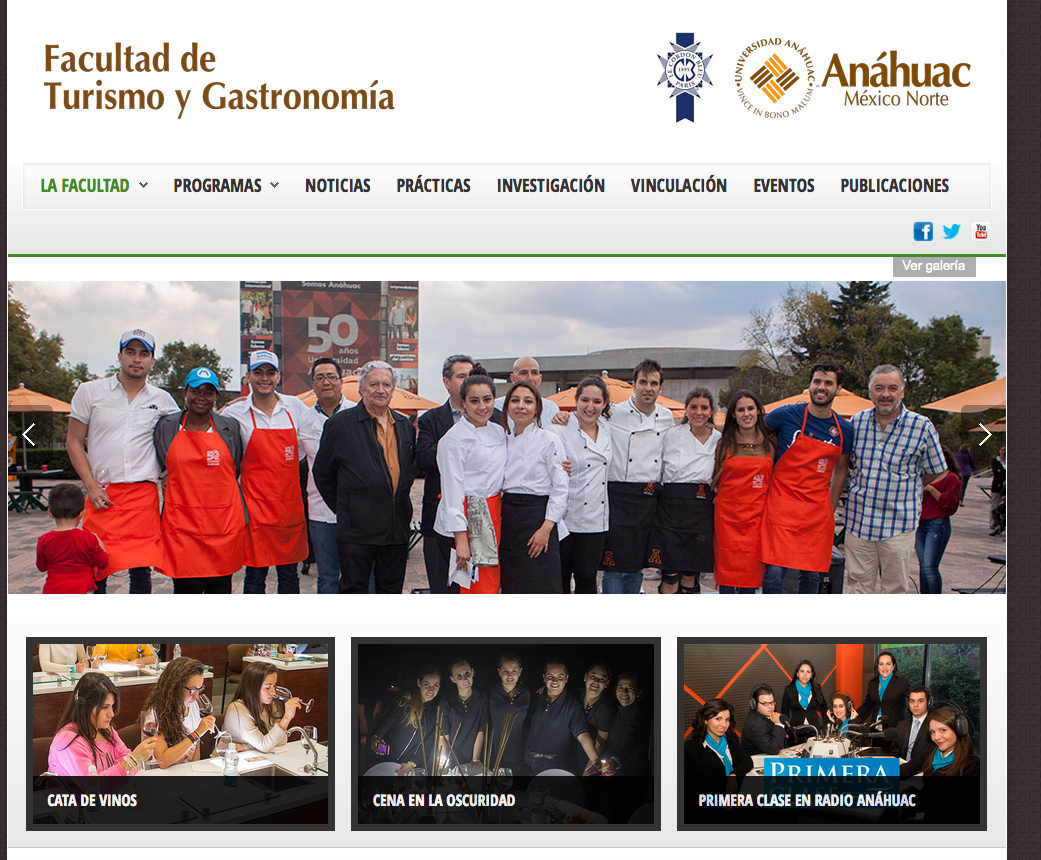 Facultad de
Turismo y Gastronomía
LE CORDON BLEU
1895
PARIS
UNIVERSIDAD ANÁHUAC
VINCE IN BONO MALUM
Anáhuac
México Norte
LA FACULTAD PROGRAMAS NOTICIAS PRÁCTICAS INVESTIGACIÓN VINCULACIÓN EVENTOS PUBLICACIONES
You
Tube
Ver galería
Somos Anáhuac
50
años
CATA DE VINOS
CENA EN LA OSCURIDAD
PRIMERA
PRIMERA CLASE EN RADIO ANÁHUAC